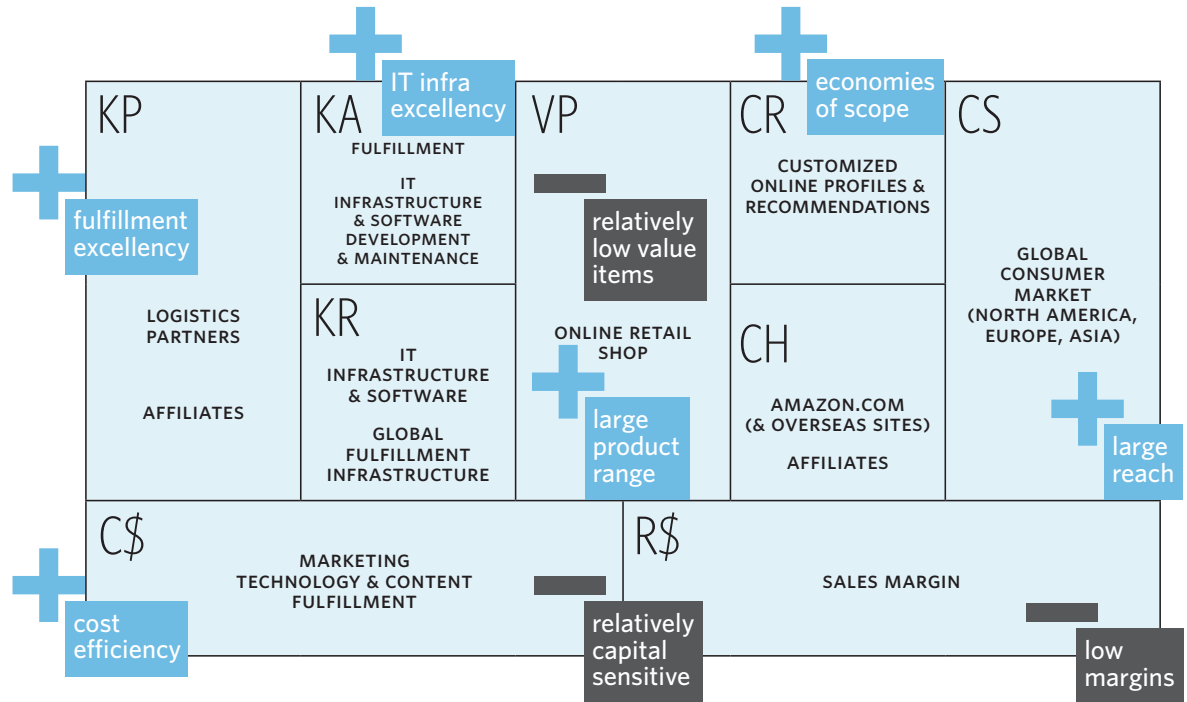 KP
fulfillment
excellency
LOGISTICS
PARTNERS
AFFILIATES
KA
IT infra
excellency
FULFILLMENT
IT
INFRASTRUCTURE
& SOFTWARE
DEVELOPMENT
& MAINTENANCE
KR
IT
INFRASTRUCTURE
& SOFTWARE
GLOBAL
FULFILLMENT
INFRASTRUCTURE
VP
relatively
low value
items
ONLINE RETAIL
SHOP
large
product
range
CR
economies
of scope
CUSTOMIZED
ONLINE PROFILES &
RECOMMENDATIONS
CH
AMAZON.COM
(& OVERSEAS SITES)
AFFILIATES
CS
GLOBAL
CONSUMER
MARKET
(NORTH AMERICA,
EUROPE, ASIA)
large
reach
C$
MARKETING
TECHNOLOGY & CONTENT
FULFILLMENT
cost
efficiency
relatively
capital
sensitive
R$
SALES MARGIN
low
margins